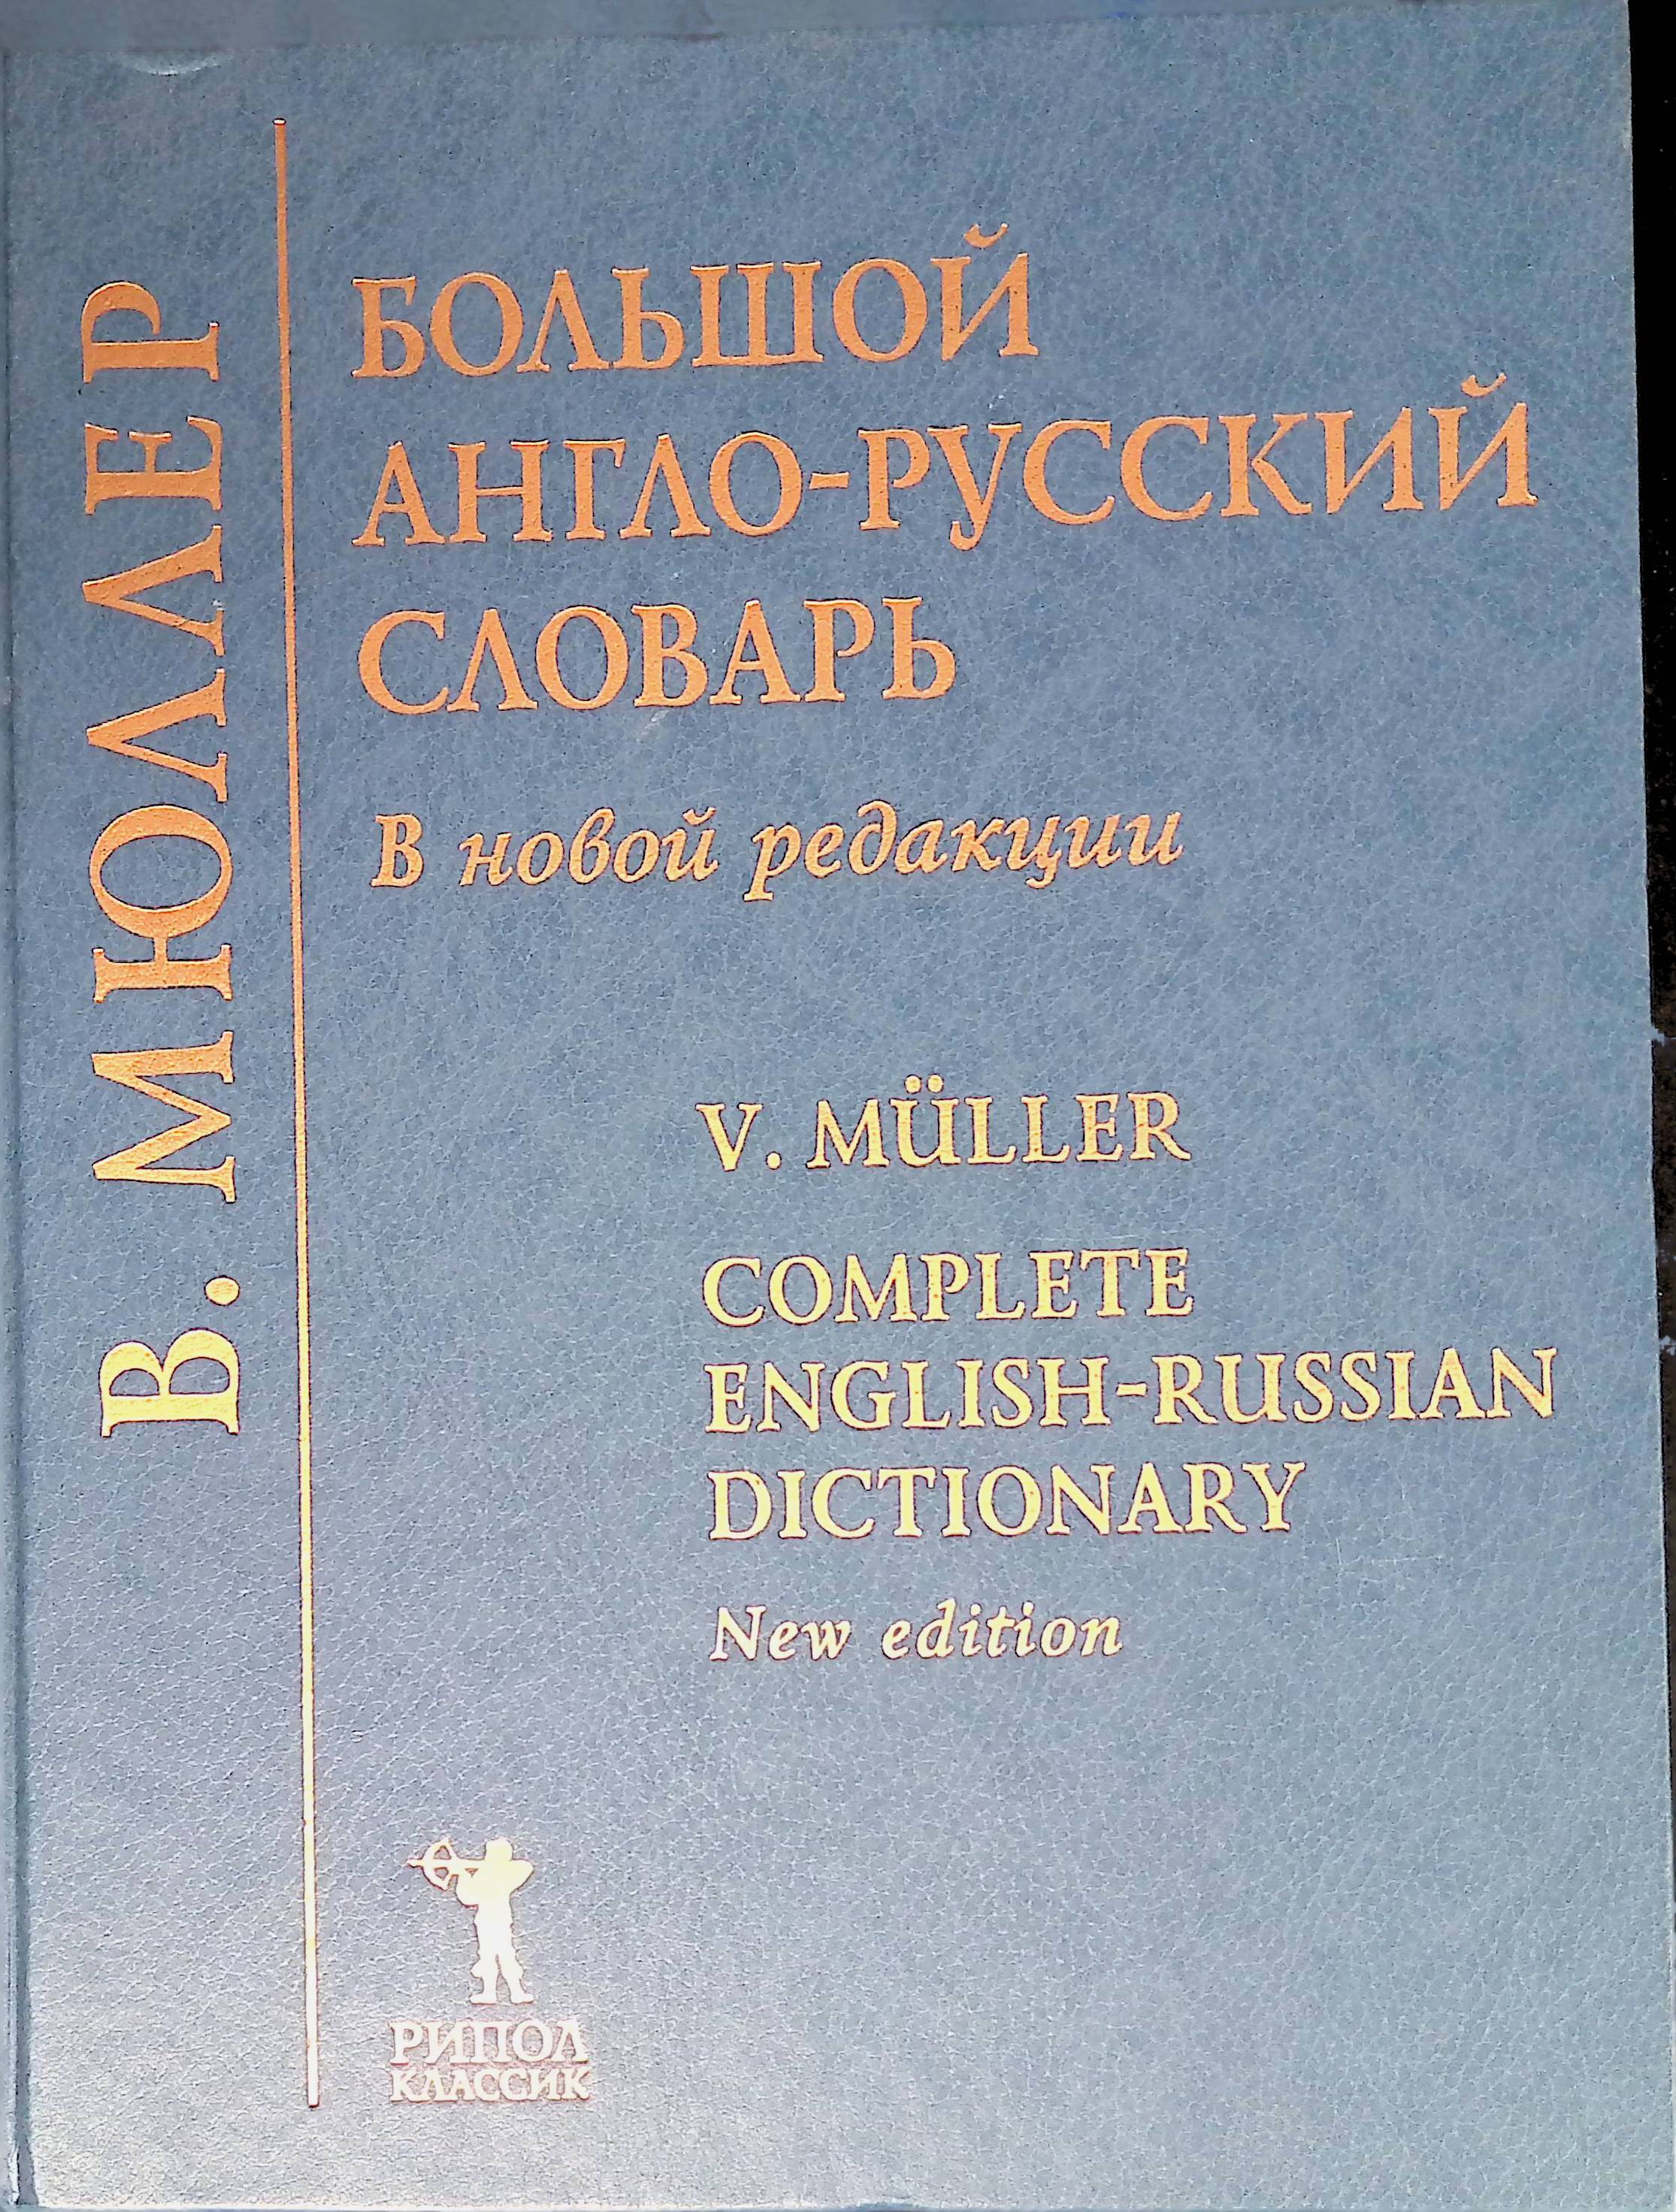 В. МЮЛЛЕР
БОЛЬШОЙ
АНГЛО-РУССКИЙ
СЛОВАРЬ
В новой редакции
V. MÜLLER
COMPLETE
ENGLISH-RUSSIAN
DICTIONARY
New edition
РИПОЛ
КЛАССИК